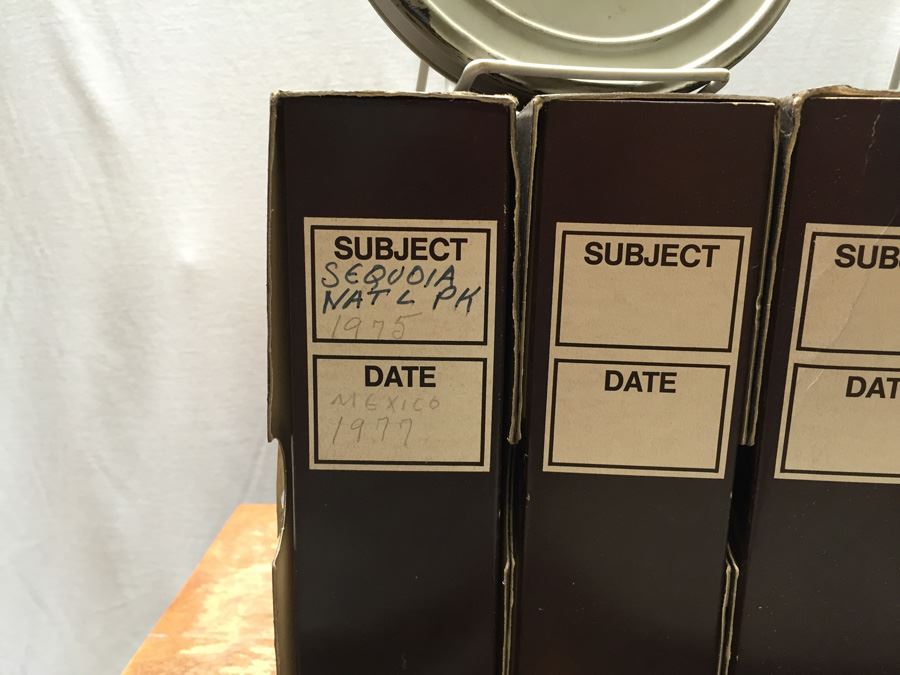 SUBJECT
SEQUOIA
NAT L PK
1975
DATE
MEXICO
1977
SUBJECT
DATE
SUB
DAT